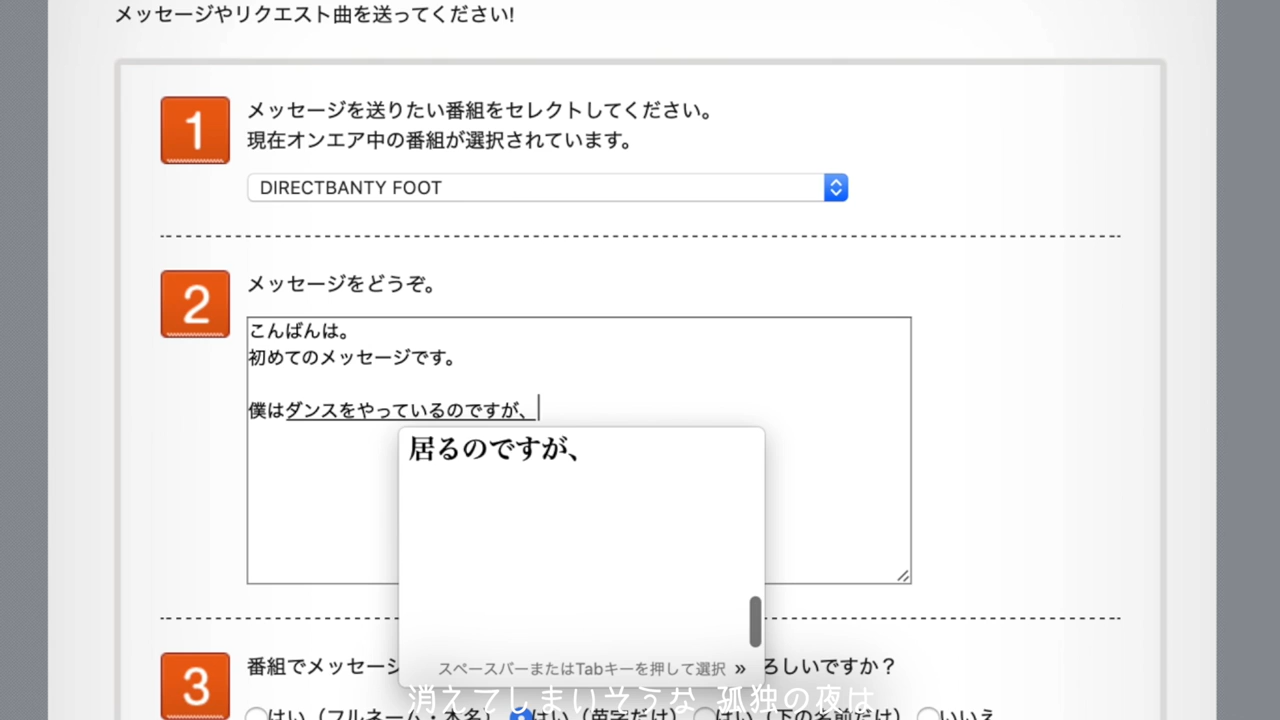 メッセージやリクエスト曲を送ってください!
1
メッセージを送りたい番組をセレクトしてください。
現在オンエア中の番組が選択されています。
DIRECTBANTY FOOT
2
メッセージをどうぞ。
こんばんは。
初めてのメッセージです。
僕はダンスをやっているのですが、
居るのですが、
スペースバーまたはTabキーを押して選択 »
3
番組でメッセージ ろしいですか？
消えてしまいそうな 孤独の夜は
はい（フルネーム・本名） はい（苗字だけ） はい（下の名前だけ） いいえ